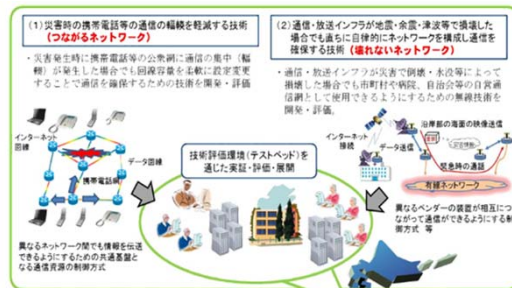 (1)災害時の携帯電話等の通信の輻輳を軽減する技術
(つながるネットワーク)
・災害発生時に携帯電話等の公衆網に通信の集中(輻
輳)が発生した場合でも回線容量を柔軟に設定変更
することで通信を確保するための技術を開発・評価
インターネット
回線
データ回線
携帯電話網
異なるネットワーク間でも情報を伝送
できるようにするための共通基盤と
なる通信資源の制御方式
(2)通信・放送インフラが地震・余震・津波等で損壊した
場合でも直ちに自律的にネットワークを構成し通信を
確保する技術(壊れないネットワーク)
・通信・放送インフラが災害で倒壊・水没等によって
損壊した場合でも市町村や病院、自治会等の自営通
信網として使用できるようにするための無線技術を
開発・評価。
インターネット
接続
データ送信
沿岸部の海面の映像送信
緊急時の通話
有線ネットワーク
異なるベンダーの装置が相互につ
ながって通信ができるようにする制
御方式 等
技術評価環境(テストベッド)を
通じた実証・評価・展開